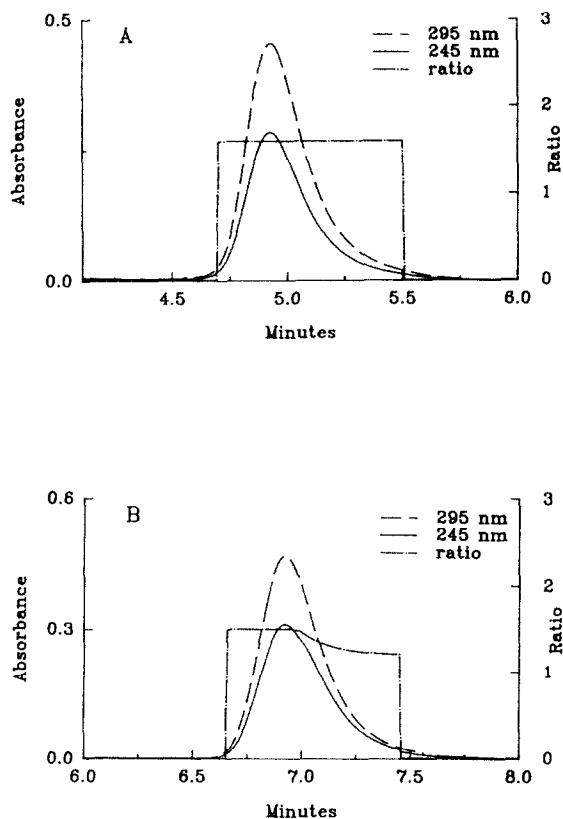 A
295 nm
245 nm
ratio
0.5
0.0
Absorbance
3
2
1
0
Ratio
4.5 5.0 5.5 6.0
Minutes
B
295 nm
245 nm
ratio
0.6
0.3
0.0
Absorbance
3
2
1
0
Ratio
6.0 6.5 7.0 7.5 8.0
Minutes